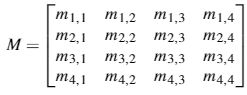 M = [ m1,1 m1,2 m1,3 m1,4
m2,1 m2,2 m2,3 m2,4
m3,1 m3,2 m3,3 m3,4
m4,1 m4,2 m4,3 m4,4 ]